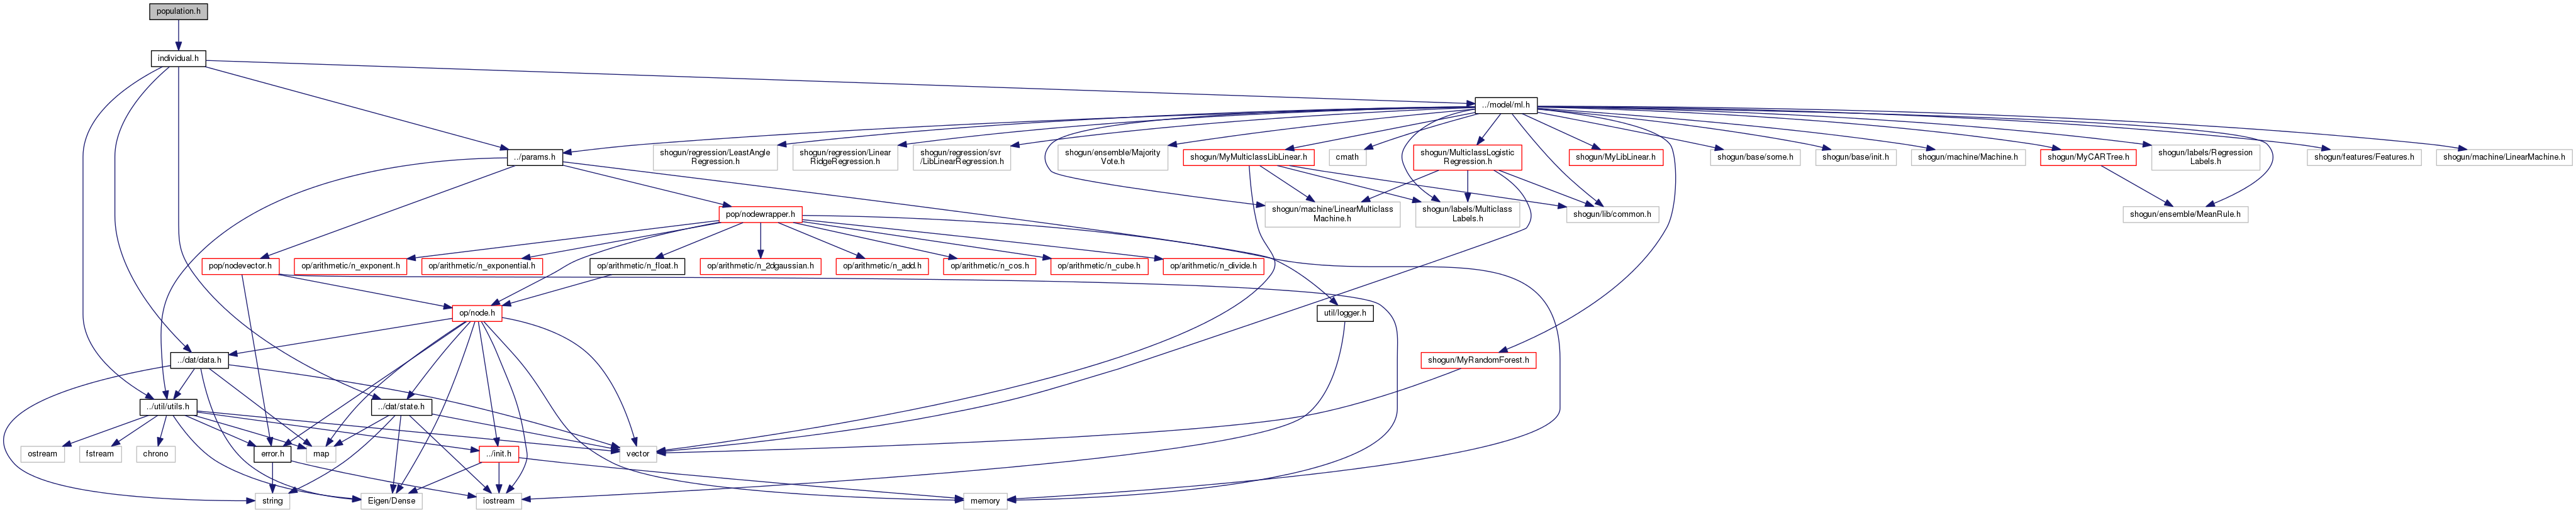 population.h
individual.h
../model/ml.h
../params.h
shogun/regression/LeastAngle
Regression.h
shogun/regression/Linear
RidgeRegression.h
shogun/regression/svr
/LibLinearRegression.h
shogun/ensemble/Majority
Vote.h
shogun/MyMulticlassLibLinear.h
cmath
shogun/MulticlassLogistic
Regression.h
shogun/MyLibLinear.h
shogun/base/some.h
shogun/base/init.h
shogun/machine/Machine.h
shogun/MyCARTree.h
shogun/labels/Regression
Labels.h
shogun/features/Features.h
shogun/machine/LinearMachine.h
pop/nodewrapper.h
shogun/machine/LinearMulticlass
Machine.h
shogun/labels/Multiclass
Labels.h
shogun/lib/common.h
shogun/ensemble/MeanRule.h
pop/nodevector.h
op/arithmetic/n_exponent.h
op/arithmetic/n_exponential.h
op/arithmetic/n_float.h
op/arithmetic/n_2dgaussian.h
op/arithmetic/n_add.h
op/arithmetic/n_cos.h
op/arithmetic/n_cube.h
op/arithmetic/n_divide.h
op/node.h
util/logger.h
../dat/data.h
shogun/MyRandomForest.h
../util/utils.h
../dat/state.h
ostream
fstream
chrono
error.h
map
../init.h
vector
string
Eigen/Dense
iostream
memory